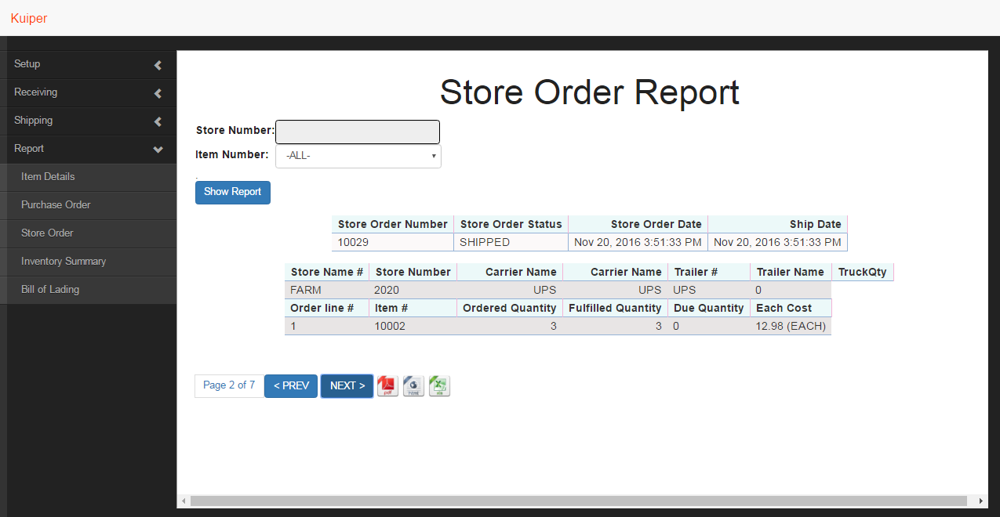 Kuiper
Setup
Receiving
Shipping
Report
Item Details
Purchase Order
Store Order
Inventory Summary
Bill of Lading
Store Order Report
Store Number:
Item Number: -ALL-
.
Show Report
Store Order Number Store Order Status Store Order Date Ship Date
10029 SHIPPED Nov 20, 2016 3:51:33 PM Nov 20, 2016 3:51:33 PM
Store Name # Store Number Carrier Name Carrier Name Trailer # Trailer Name TruckQty
FARM 2020 UPS UPS UPS 0
Order line # Item # Ordered Quantity Fulfilled Quantity Due Quantity Each Cost
1 10002 3 3 0 12.98 (EACH)
Page 2 of 7 < PREV NEXT > pdf